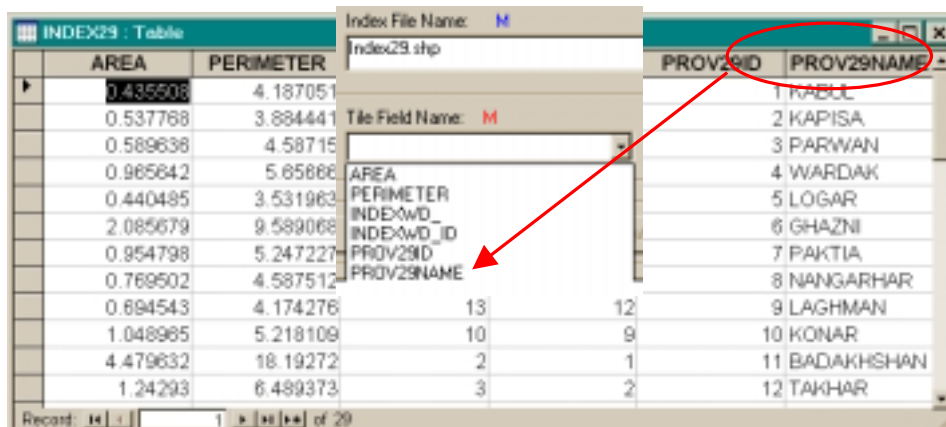 INDEX29 : Table
Index File Name: M
Index29.shp
AREA PERIMETER PROV29ID PROV29NAME
0.435508 4.187051 1 KABUL
0.537768 3.884441 2 KAPISA
Tile Field Name: M
0.589636 4.58715 3 PARWAN
0.965642 5.65666 4 WARDAK
AREA
0.440485 3.531963 5 LOGAR
PERIMETER
INDEXWD_
2.085679 9.589068 6 GHAZNI
INDEXWD_ID
0.954798 5.247227 7 PAKTIA
PROV29ID
0.769502 4.587512 8 NANGARHAR
PROV29NAME
0.694543 4.174276 13 12 9 LAGHMAN
1.048965 5.218109 10 9 10 KONAR
4.479632 18.19272 2 1 11 BADAKHSHAN
1.24293 6.489373 3 2 12 TAKHAR
Record: 1 of 29